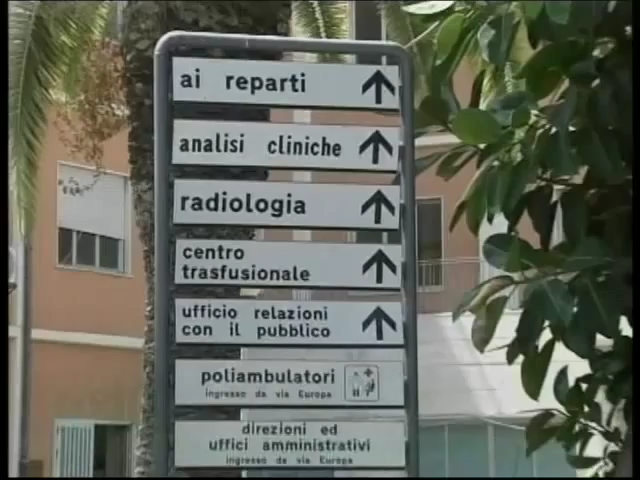 ai reparti
analisi cliniche
radiologia
centro
trasfusionale
ufficio relazioni
con il pubblico
poliambulatori
ingresso da via Europa
direzioni ed
uffici amministrativi
ingresso da via Europa